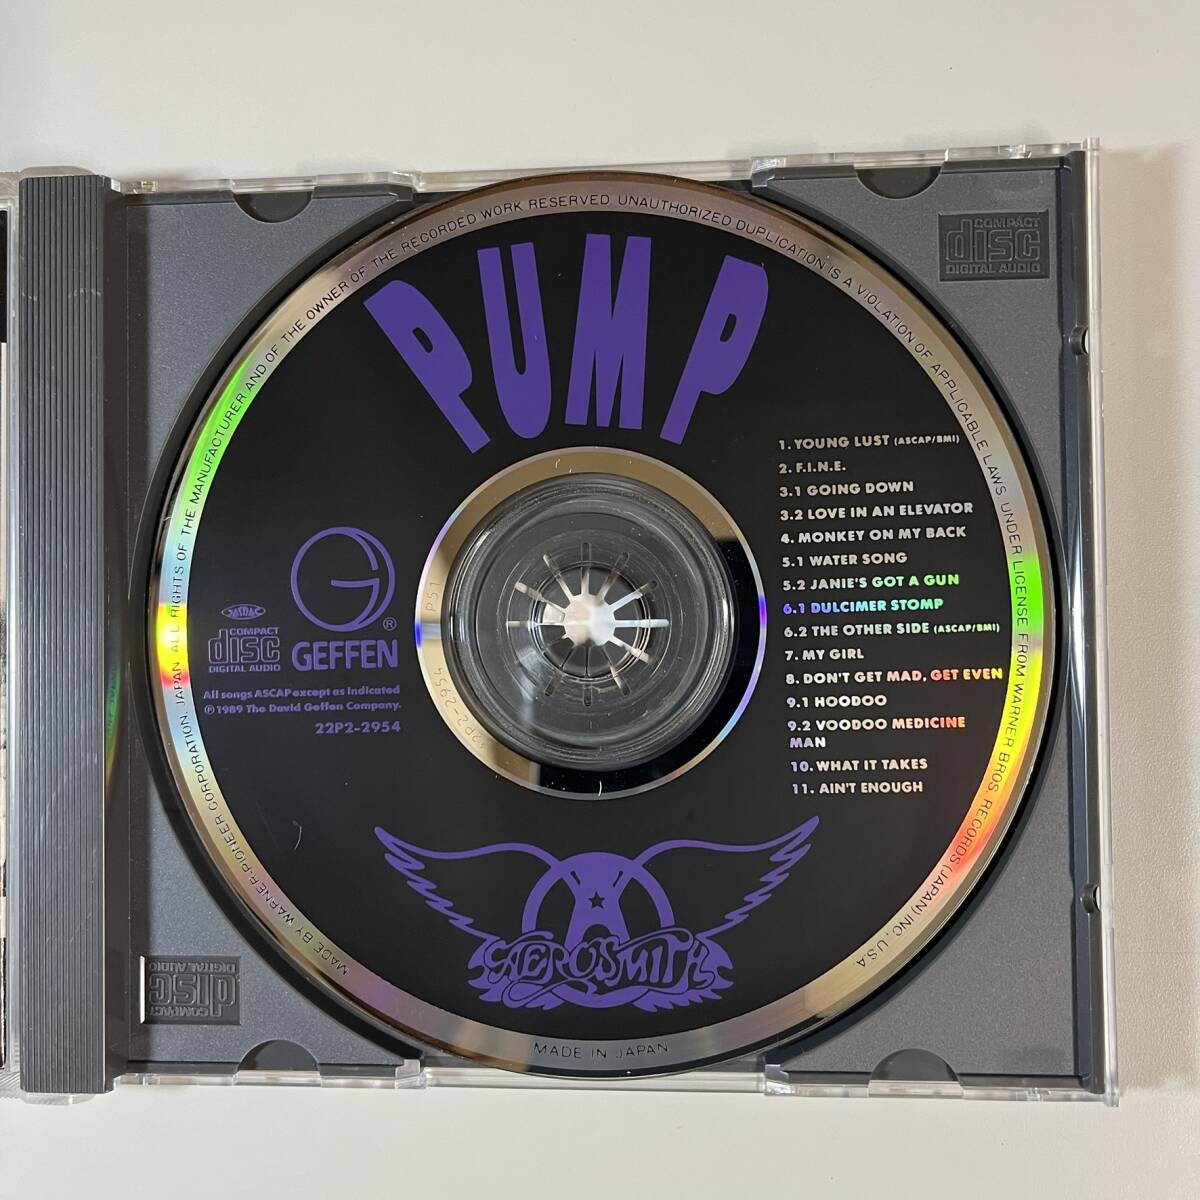 PUMP
1. YOUNG LUST (ASCAP/BMI)
2. F.I.N.E.
3.1 GOING DOWN
3.2 LOVE IN AN ELEVATOR
4. MONKEY ON MY BACK
5.1 WATER SONG
5.2 JANIE'S GOT A GUN
6.1 DULCIMER STOMP
6.2 THE OTHER SIDE (ASCAP/BMI)
7. MY GIRL
8. DON'T GET MAD, GET EVEN
9.1 HOODOO
9.2 VOODOO MEDICINE
MAN
10. WHAT IT TAKES
11. AIN'T ENOUGH
G
GEFFEN®
JASRAC
COMPACT
disc
DIGITAL AUDIO
All songs ASCAP except as indicated
℗ 1989 The David Geffen Company.
22P2-2954
A
AEROSMITH
MADE BY WARNER-PIONEER CORPORATION, JAPAN. ALL RIGHTS OF THE MANUFACTURER AND OF THE OWNER OF THE RECORDED WORK RESERVED. UNAUTHORIZED DUPLICATION IS A VIOLATION OF APPLICABLE LAWS. UNDER LICENSE FROM WARNER BROS. RECORDS (JAPAN) INC., U.S.A.
MADE IN JAPAN
22P2-2954
P51
COMPACT
disc
DIGITAL AUDIO
COMPACT
disc
DIGITAL AUDIO